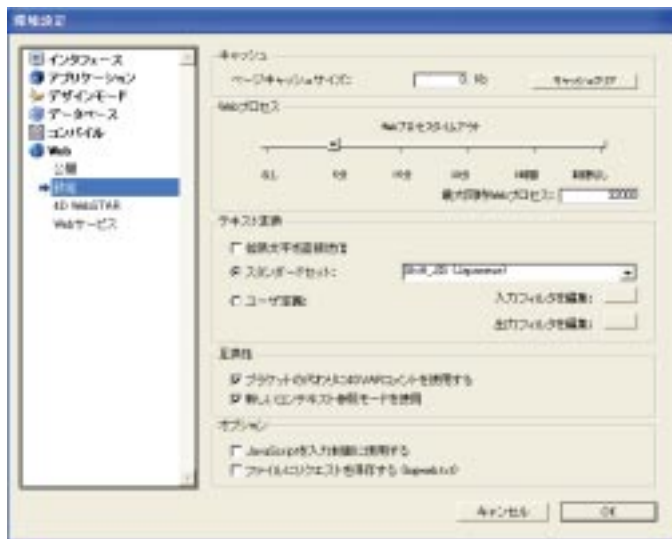 環境設定
インタフェース
アプリケーション
デザインモード
データベース
コンパイル
Web
公開
4D WebSTAR
Webサービス
キャッシュ
ページキャッシュサイズ:
0 Kb
キャッシュクリア
Webプロセス
Webプロセスタイムアウト
最大同時Webプロセス:
32000
テキスト変換
拡張文字を直接送信
スタンダードセット:
Shift_JIS (Japanese)
ユーザ定義:
入力フィルタを編集:
出力フィルタを編集:
互換性
ブラケットの代わりに4DVARコメントを使用する
新しいコンテキスト参照モードを使用
オプション
JavaScriptを入力制御に使用する
ファイルにリクエストを保存する (logweb.txt)
キャンセル
OK